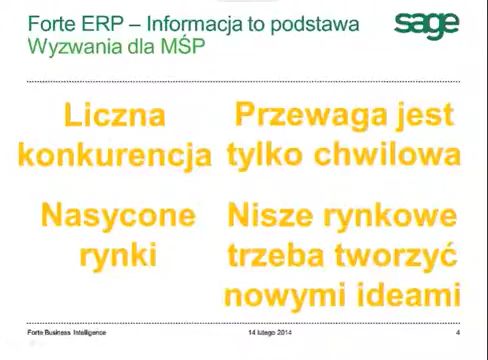 Forte ERP – Informacja to podstawa
Wyzwania dla MŚP
sage
Liczna
konkurencja
Przewaga jest
tylko chwilowa
Nasycone
rynki
Nisze rynkowe
trzeba tworzyć
nowymi ideami
Forte Business Intelligence
14 lutego 2014
4